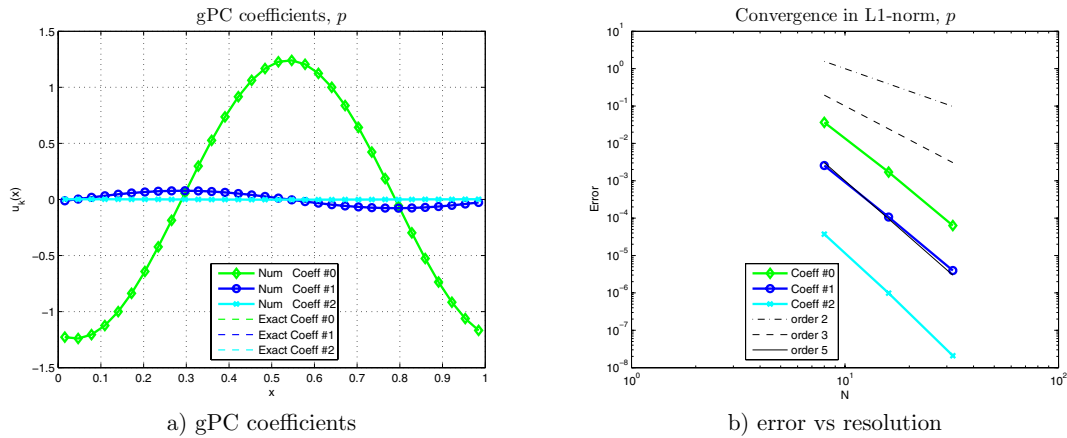 gPC coefficients, p
1.5
1
0.5
0
−0.5
−1
−1.5
u_k(x)
0 0.1 0.2 0.3 0.4 0.5 0.6 0.7 0.8 0.9 1
x
Num Coeff #0
Num Coeff #1
Num Coeff #2
Exact Coeff #0
Exact Coeff #1
Exact Coeff #2
a) gPC coefficients
Convergence in L1-norm, p
10^1
10^0
10^−1
10^−2
10^−3
10^−4
10^−5
10^−6
10^−7
10^−8
Error
10^0 10^1 10^2
N
Coeff #0
Coeff #1
Coeff #2
order 2
order 3
order 5
b) error vs resolution